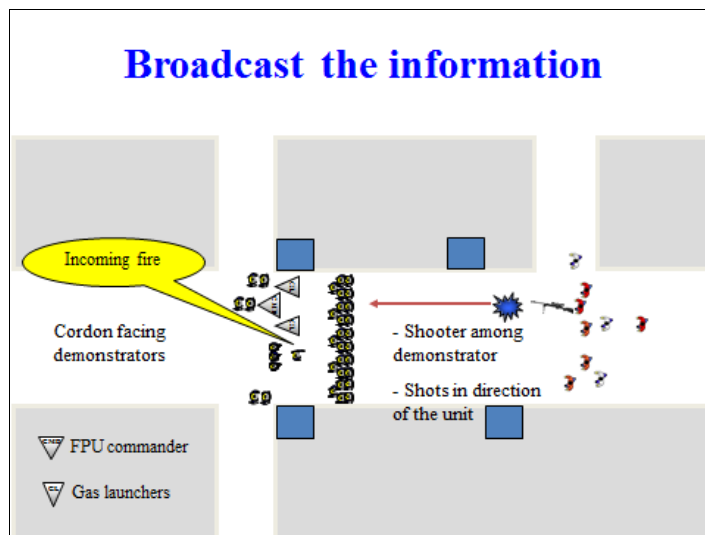 Broadcast the information
Incoming fire
Cordon facing
demonstrators
- Shooter among
demonstrator
- Shots in direction
of the unit
FPU commander
Gas launchers